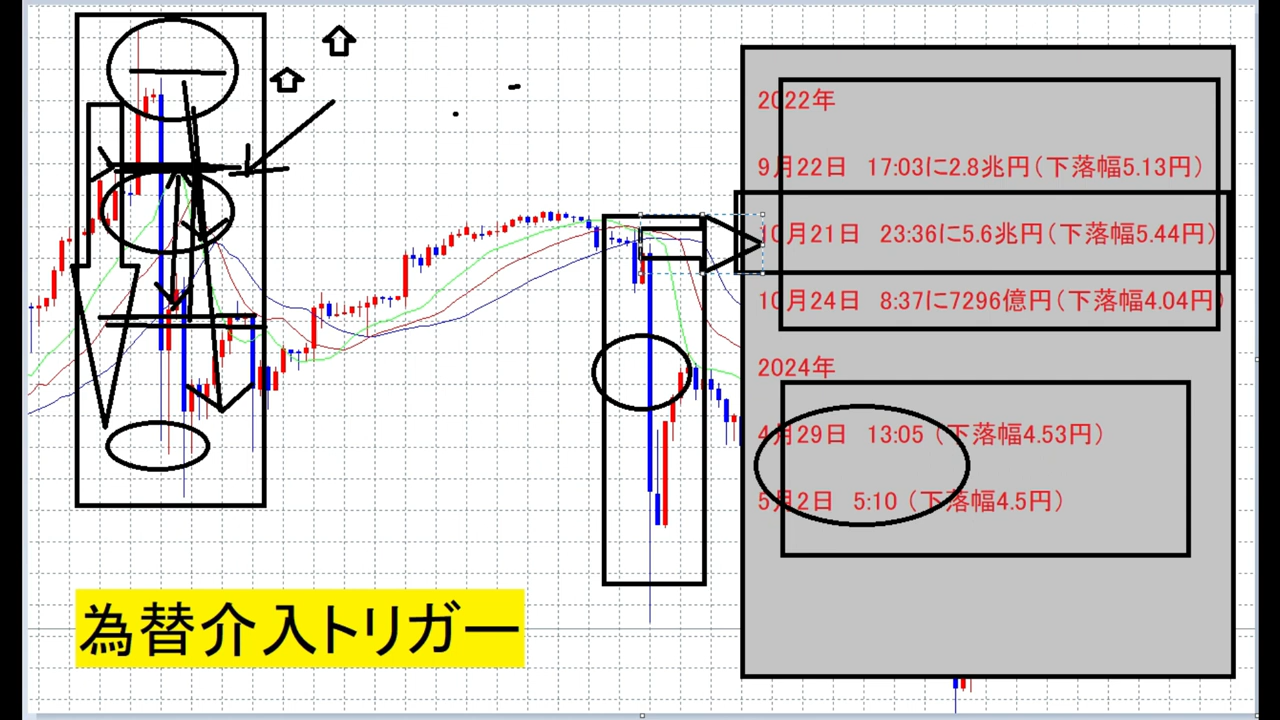 2022年
9月22日 17:03に2.8兆円(下落幅5.13円)
10月21日 23:36に5.6兆円(下落幅5.44円)
10月24日 8:37に7296億円(下落幅4.04円)
2024年
4月29日 13:05 (下落幅4.53円)
5月2日 5:10 (下落幅4.5円)
為替介入トリガー